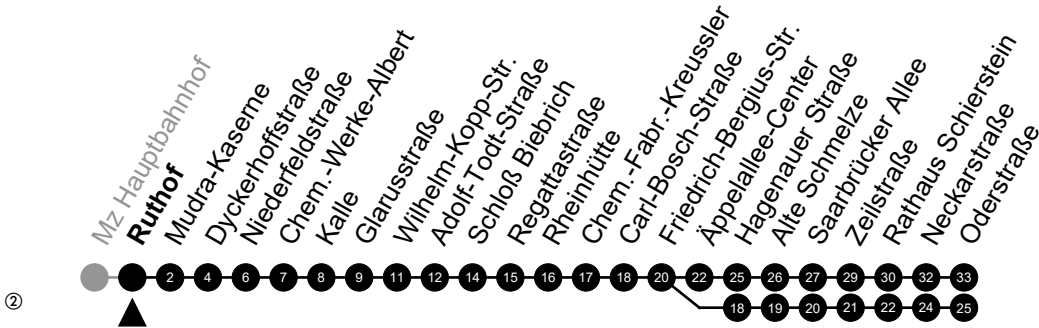 Mz Hauptbahnhof
Ruthof
Mudra-Kaserne
Dyckerhoffstraße
Niederfeldstraße
Chem.-Werke-Albert
Kalle
Glarusstraße
Wilhelm-Kopp-Str.
Adolf-Todt-Straße
Schloß Biebrich
Regattastraße
Rheinhütte
Chem.-Fabr.-Kreussler
Carl-Bosch-Straße
Friedrich-Bergius-Str.
Äppelallee-Center
Hagenauer Straße
Alte Schmelze
Saarbrücker Allee
Zeilstraße
Rathaus Schierstein
Neckarstraße
Oderstraße
2 4 6 7 8 9 11 12 14 15 16 17 18 20 22 25 26 27 29 30 32 33
② 18 19 20 21 22 24 25